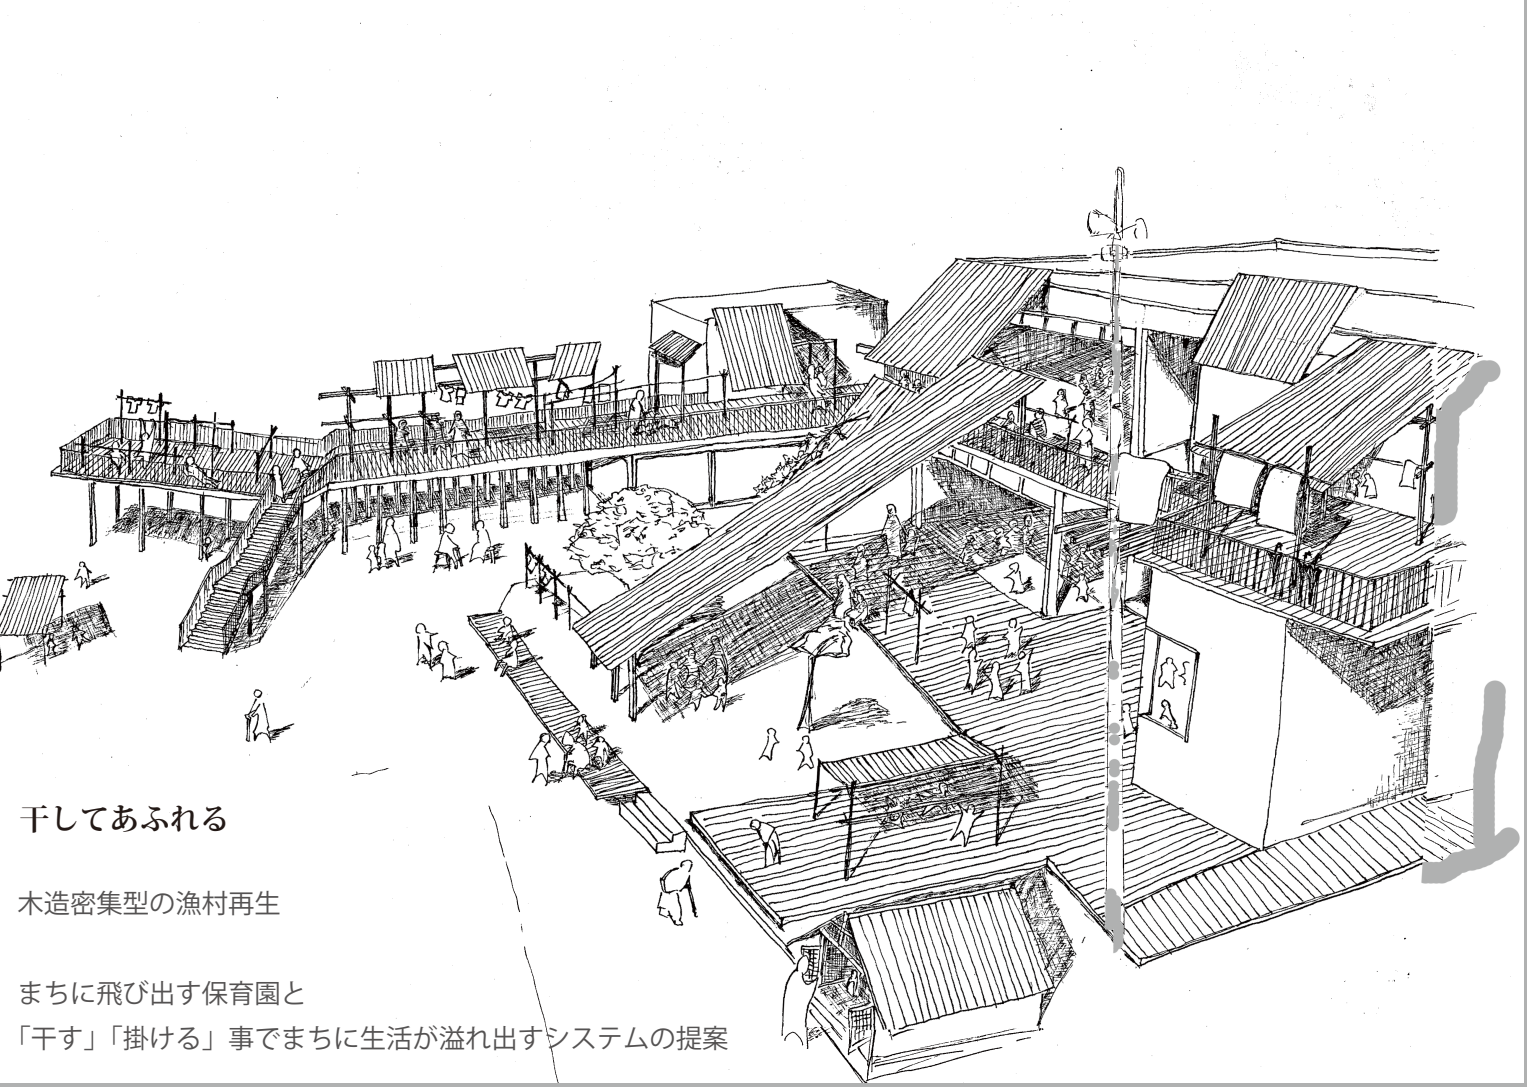 干してあふれる
木造密集型の漁村再生
まちに飛び出す保育園と
「干す」「掛ける」事でまちに生活が溢れ出すシステムの提案